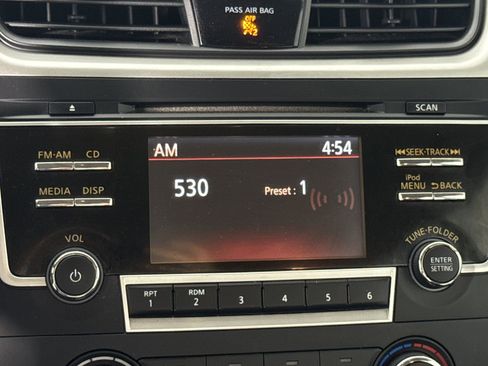 PASS AIR BAG
OFF
2
SCAN
FM·AM CD
AM 4:54
SEEK·TRACK
iPod
MEDIA DISP
530 Preset : 1
MENU BACK
VOL
TUNE·FOLDER
ENTER
SETTING
RPT
1
RDM
2
3 4 5 6